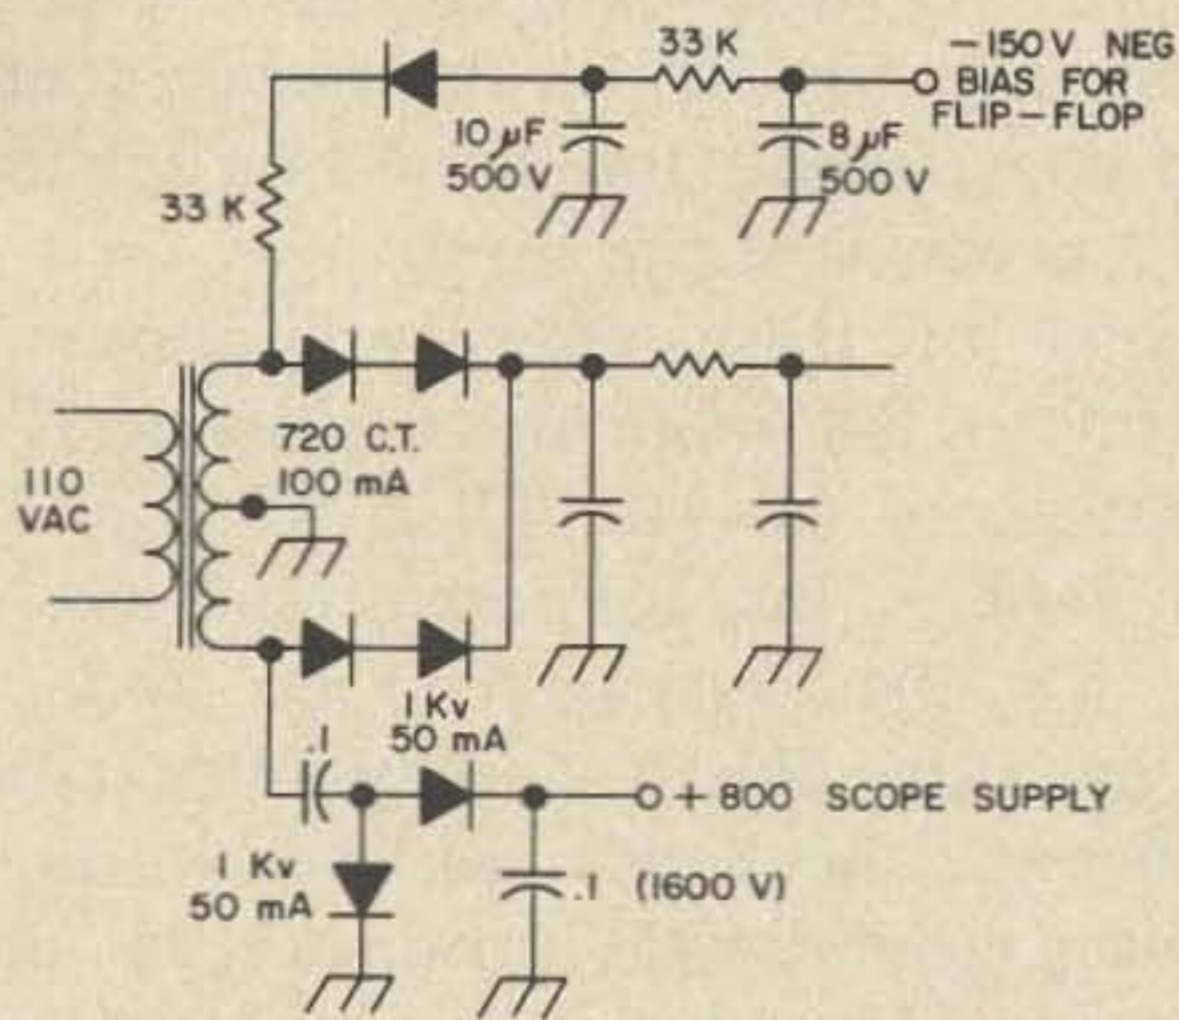 33 K
-150 V NEG
BIAS FOR
FLIP-FLOP
10 µF
500 V
8 µF
500 V
33 K
720 C.T.
100 mA
110
VAC
1 Kv
50 mA
.1
+ 800 SCOPE SUPPLY
1 Kv
50 mA
.1 (1600 V)